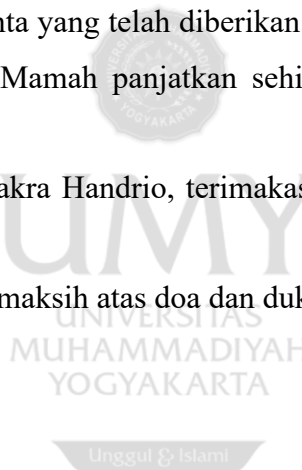 nta yang telah diberikan
Mamah panjatkan sehi
akra Handrio, terimakas
maksih atas doa dan duk
UMY
UNIVERSITAS
MUHAMMADIYAH
YOGYAKARTA
Unggul & Islami